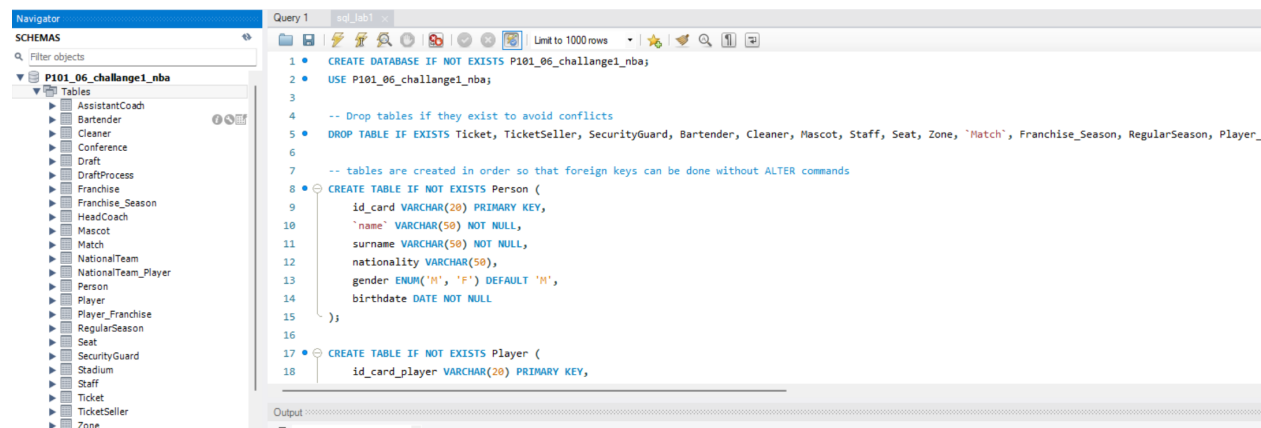 Navigator
SCHEMAS
Filter objects
P101_06_challange1_nba
Tables
AssistantCoach
Bartender
Cleaner
Conference
Draft
DraftProcess
Franchise
Franchise_Season
HeadCoach
Mascot
Match
NationalTeam
NationalTeam_Player
Person
Player
Player_Franchise
RegularSeason
Seat
SecurityGuard
Stadium
Staff
Ticket
TicketSeller
Zone
Query 1 sql_lab1
Limit to 1000 rows
1 CREATE DATABASE IF NOT EXISTS P101_06_challange1_nba;
2 USE P101_06_challange1_nba;
3
4 -- Drop tables if they exist to avoid conflicts
5 DROP TABLE IF EXISTS Ticket, TicketSeller, SecurityGuard, Bartender, Cleaner, Mascot, Staff, Seat, Zone, `Match`, Franchise_Season, RegularSeason, Player_
6
7 -- tables are created in order so that foreign keys can be done without ALTER commands
8 CREATE TABLE IF NOT EXISTS Person (
9 id_card VARCHAR(20) PRIMARY KEY,
10 `name` VARCHAR(50) NOT NULL,
11 surname VARCHAR(50) NOT NULL,
12 nationality VARCHAR(50),
13 gender ENUM('M', 'F') DEFAULT 'M',
14 birthdate DATE NOT NULL
15 );
16
17 CREATE TABLE IF NOT EXISTS Player (
18 id_card_player VARCHAR(20) PRIMARY KEY,
Output